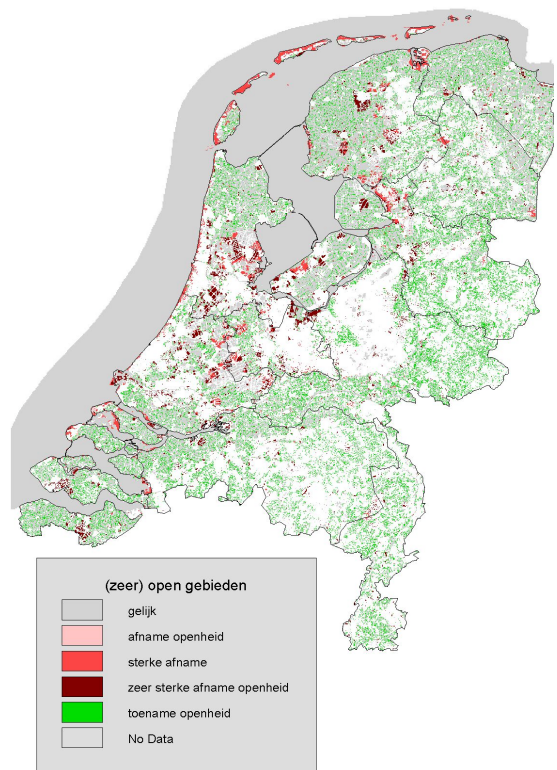 (zeer) open gebieden
gelijk
afname openheid
sterke afname
zeer sterke afname openheid
toename openheid
No Data